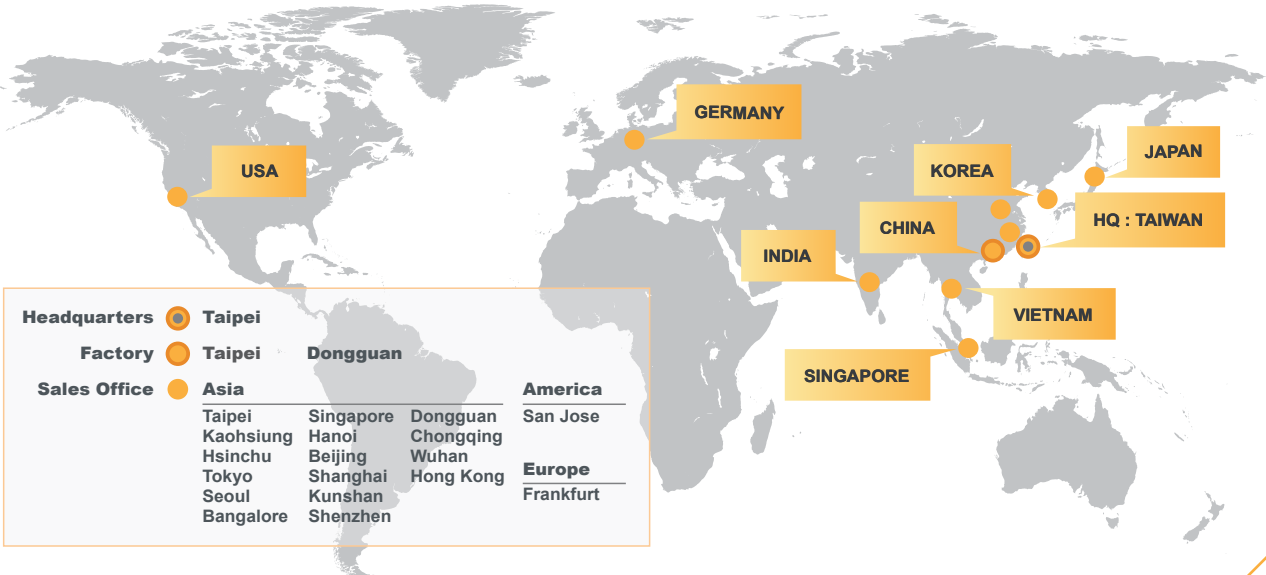 GERMANY
JAPAN
USA
KOREA
HQ : TAIWAN
CHINA
INDIA
VIETNAM
SINGAPORE
Headquarters Taipei
Factory Taipei Dongguan
Sales Office Asia America
Taipei Singapore Dongguan San Jose
Kaohsiung Hanoi Chongqing
Hsinchu Beijing Wuhan
Europe
Tokyo Shanghai Hong Kong
Seoul Kunshan Frankfurt
Bangalore Shenzhen